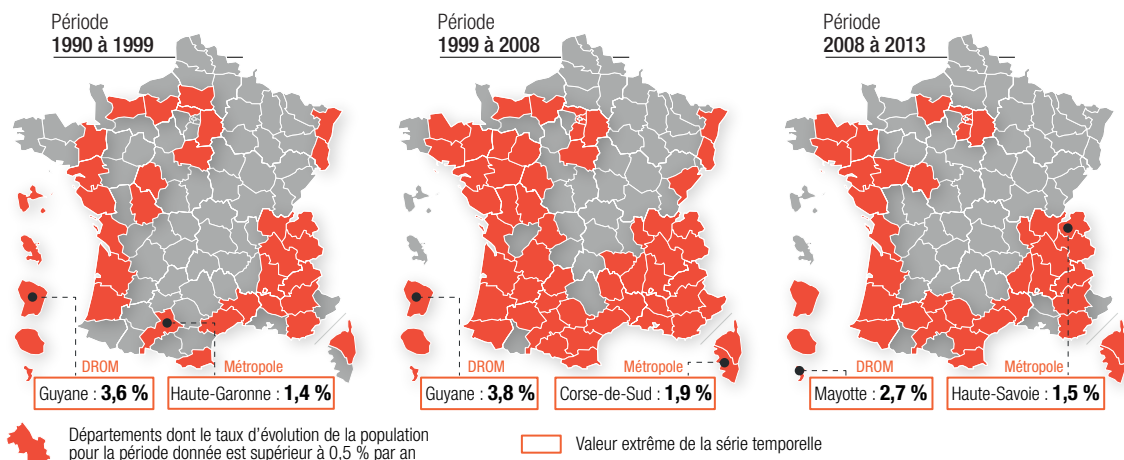 Période
1990 à 1999
Période
1999 à 2008
Période
2008 à 2013
DROM
Métropole
Guyane : 3,6 %
Haute-Garonne : 1,4 %
DROM
Métropole
Guyane : 3,8 %
Corse-de-Sud : 1,9 %
DROM
Métropole
Mayotte : 2,7 %
Haute-Savoie : 1,5 %
Départements dont le taux d'évolution de la population
pour la période donnée est supérieur à 0,5 % par an
Valeur extrême de la série temporelle